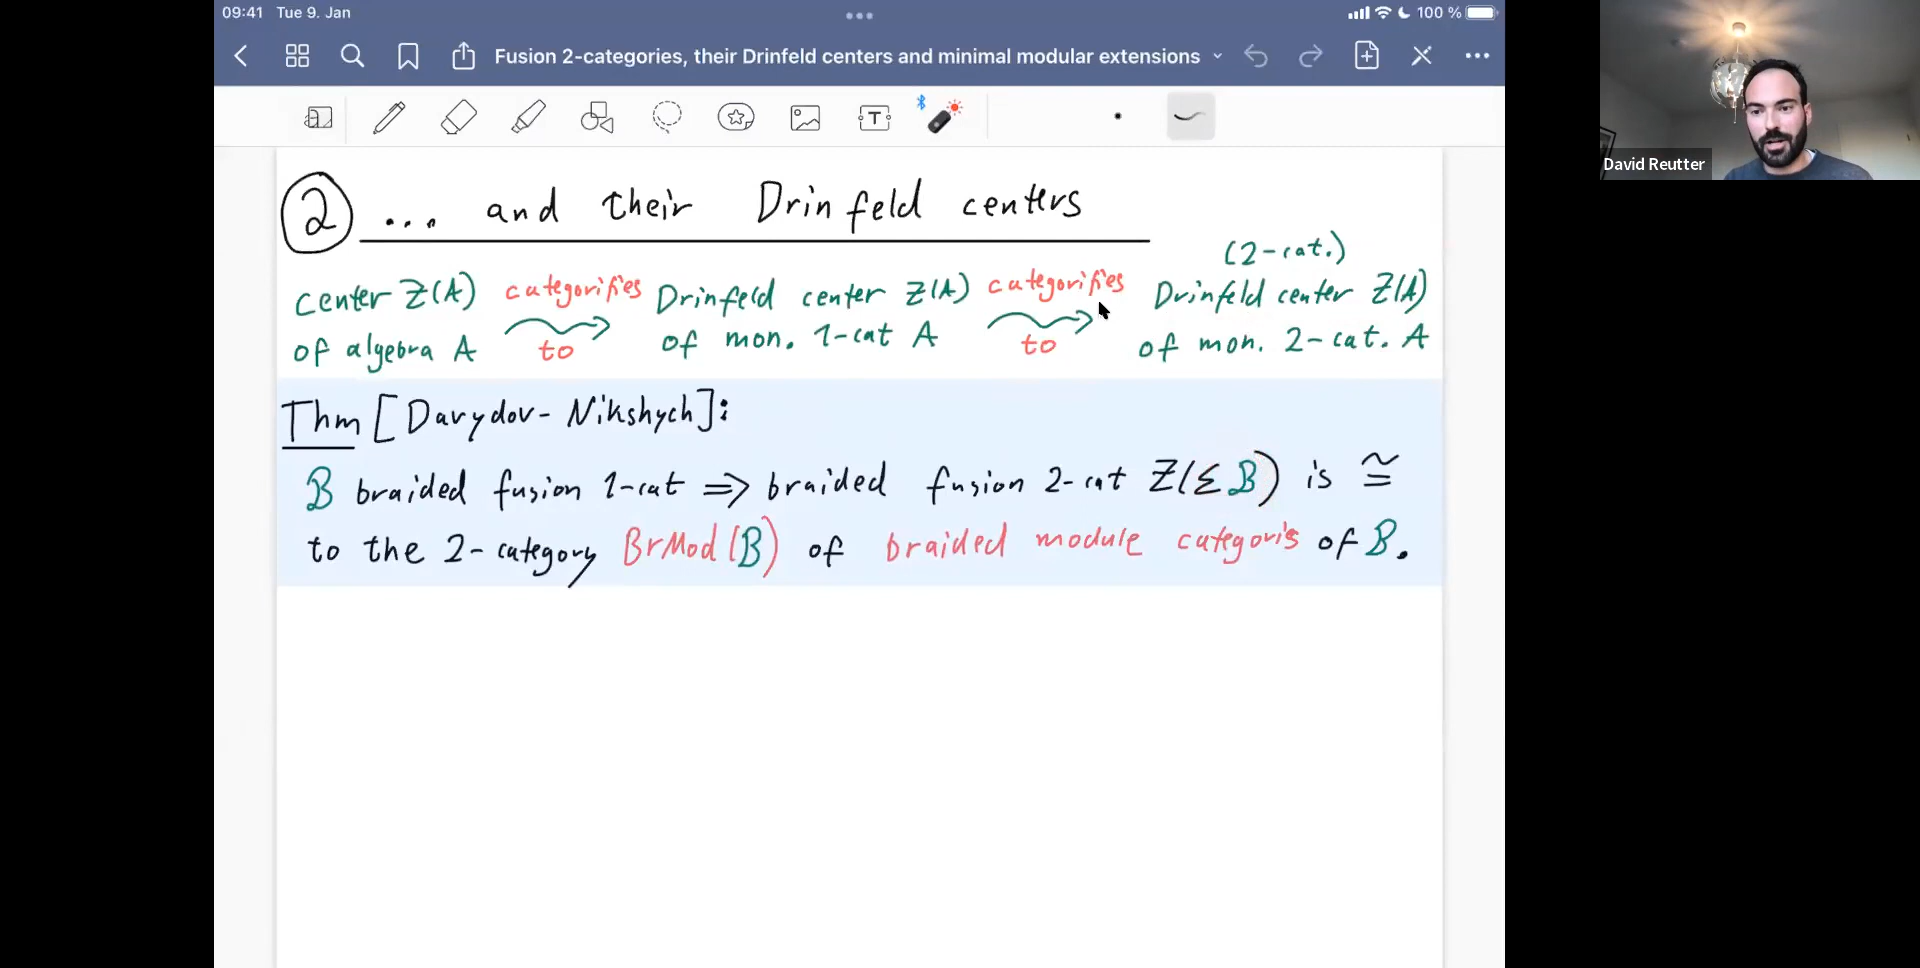 09:41 Tue 9. Jan
100 %
Fusion 2-categories, their Drinfeld centers and minimal modular extensions
T
David Reutter
② ... and their Drinfeld centers
center Z(A) categorifies Drinfeld center Z(A) categorifies (2-cat.) Drinfeld center Z(A)
of algebra A to of mon. 1-cat A to of mon. 2-cat. A
Thm [Davydov-Nikshych]:
B braided fusion 1-cat ⟹ braided fusion 2-cat Z(ΣB) is ≅
to the 2-category BrMod(B) of braided module categoris of B.